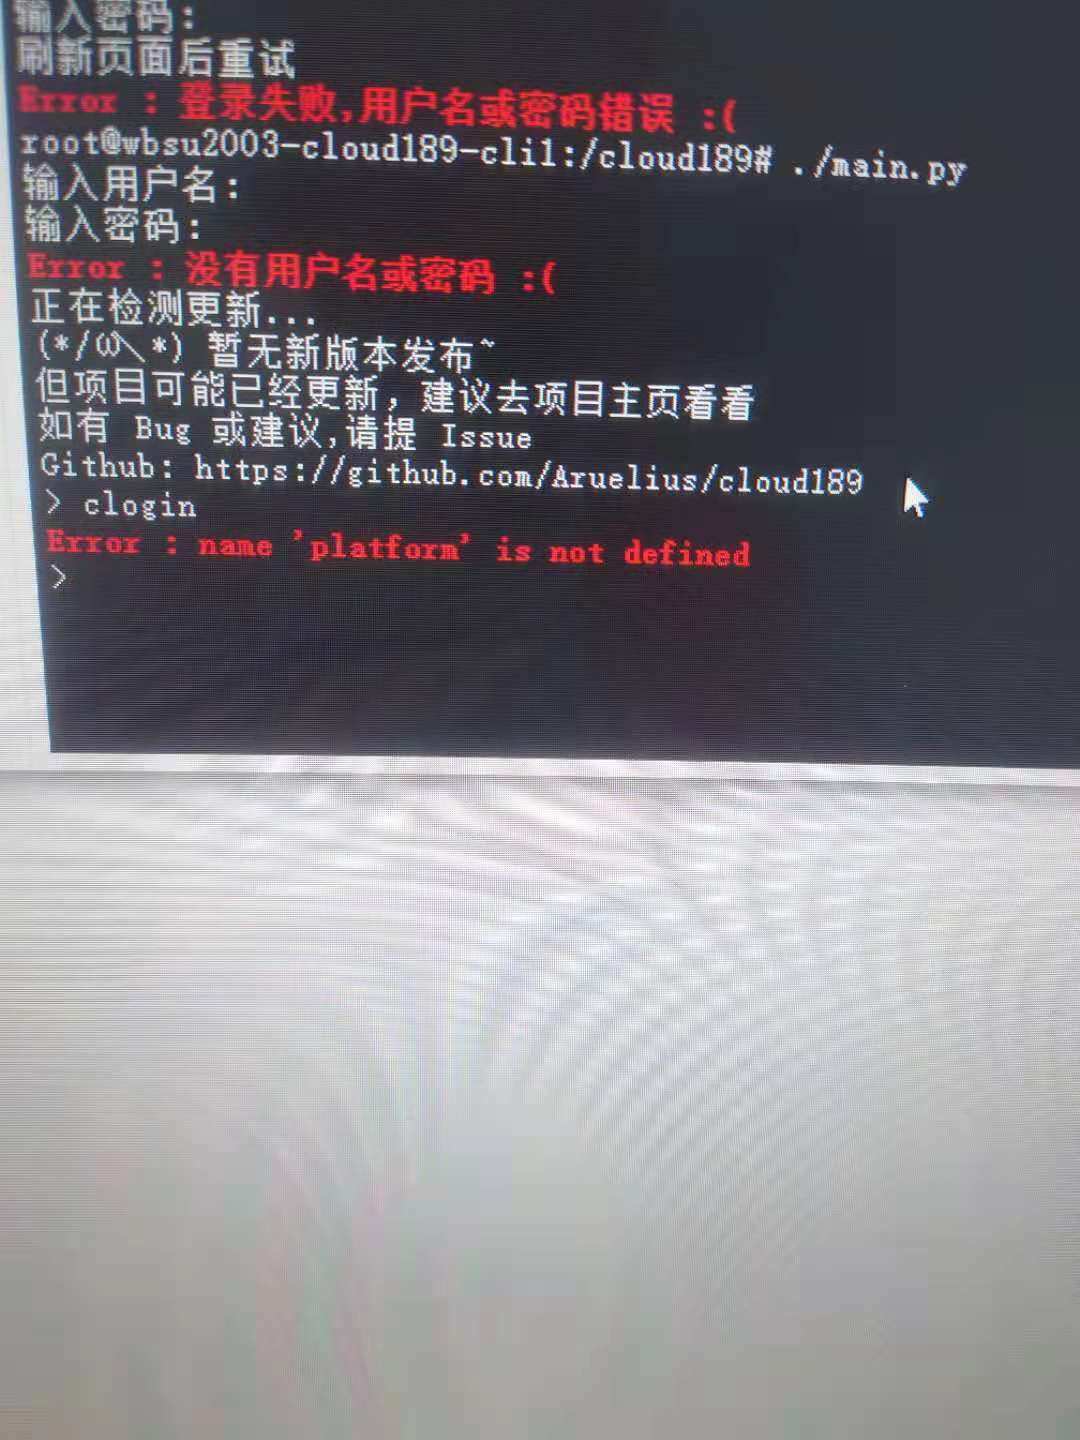 输入密码:
刷新页面后重试
Error : 登录失败,用户名或密码错误 :(
root@wbsu2003-cloud189-cli1:/cloud189# ./main.py
输入用户名:
输入密码:
Error : 没有用户名或密码 :(
正在检测更新...
(*/ω＼*) 暂无新版本发布~
但项目可能已经更新，建议去项目主页看看
如有 Bug 或建议,请提 Issue
Github: https://github.com/Aruelius/cloud189
> clogin
Error : name 'platform' is not defined
>